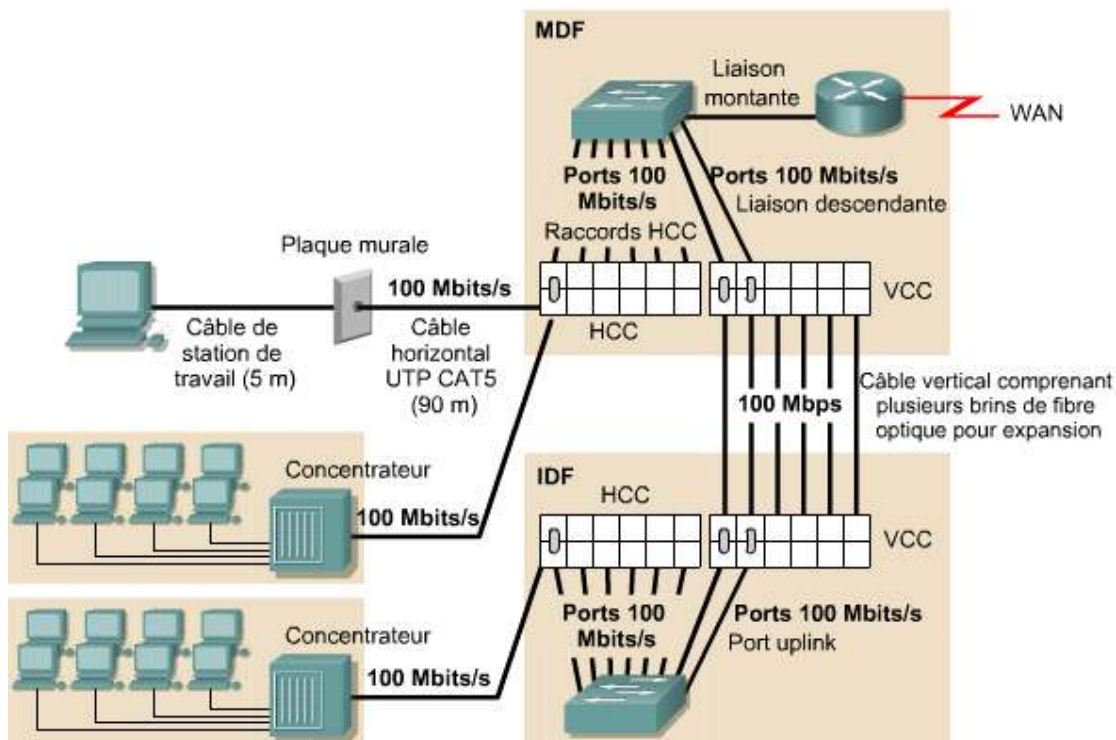 MDF
Liaison
montante
WAN
Ports 100
Mbits/s
Ports 100 Mbits/s
Liaison descendante
Raccords HCC
Plaque murale
100 Mbits/s
VCC
HCC
Câble de
station de
travail (5 m)
Câble
horizontal
UTP CAT5
(90 m)
100 Mbps
Câble vertical comprenant
plusieurs brins de fibre
optique pour expansion
Concentrateur
100 Mbits/s
IDF
HCC
VCC
Ports 100
Mbits/s
Ports 100 Mbits/s
Port uplink
Concentrateur
100 Mbits/s